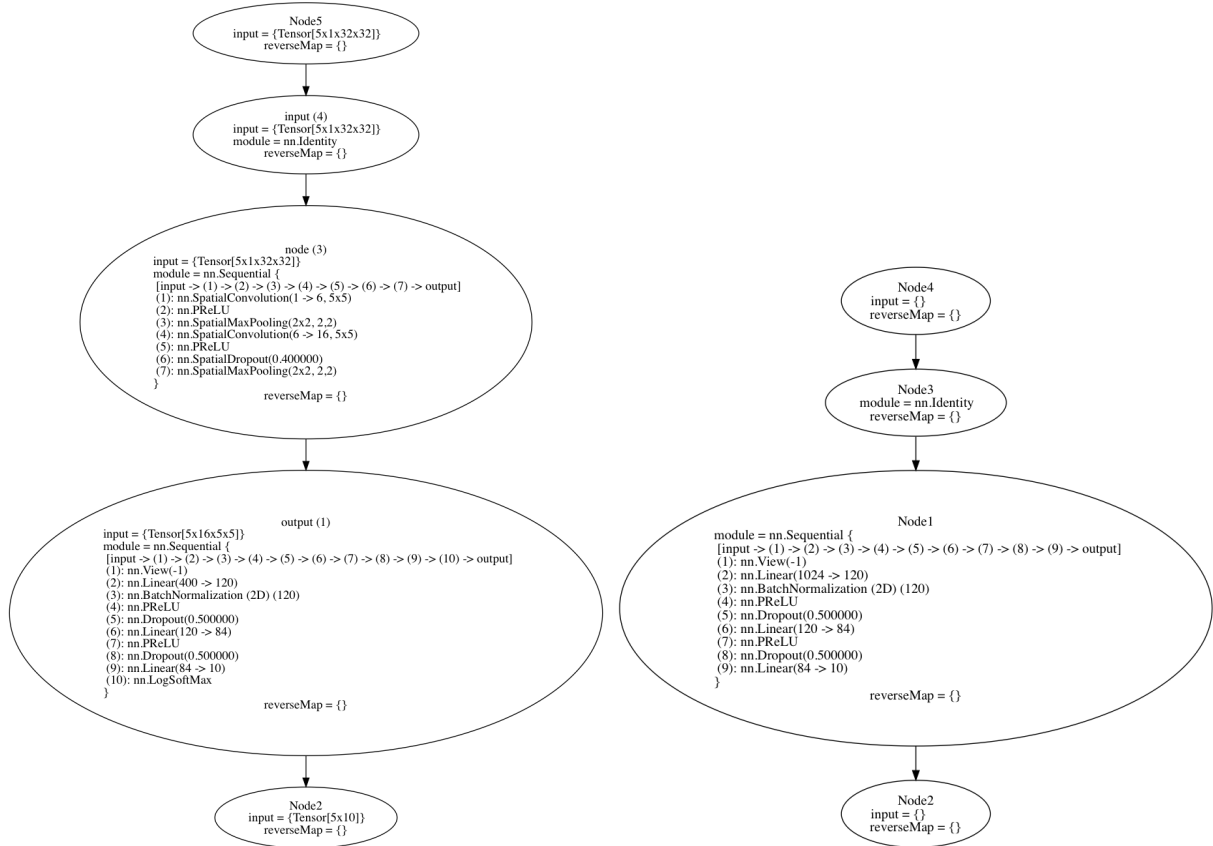 Node5
input = {Tensor[5x1x32x32]}
reverseMap = {}
input (4)
input = {Tensor[5x1x32x32]}
module = nn.Identity
reverseMap = {}
node (3)
input = {Tensor[5x1x32x32]}
module = nn.Sequential {
[input -> (1) -> (2) -> (3) -> (4) -> (5) -> (6) -> (7) -> output]
(1): nn.SpatialConvolution(1 -> 6, 5x5)
(2): nn.PReLU
(3): nn.SpatialMaxPooling(2x2, 2,2)
(4): nn.SpatialConvolution(6 -> 16, 5x5)
(5): nn.PReLU
(6): nn.SpatialDropout(0.400000)
(7): nn.SpatialMaxPooling(2x2, 2,2)
}
reverseMap = {}
output (1)
input = {Tensor[5x16x5x5]}
module = nn.Sequential {
[input -> (1) -> (2) -> (3) -> (4) -> (5) -> (6) -> (7) -> (8) -> (9) -> (10) -> output]
(1): nn.View(-1)
(2): nn.Linear(400 -> 120)
(3): nn.BatchNormalization (2D) (120)
(4): nn.PReLU
(5): nn.Dropout(0.500000)
(6): nn.Linear(120 -> 84)
(7): nn.PReLU
(8): nn.Dropout(0.500000)
(9): nn.Linear(84 -> 10)
(10): nn.LogSoftMax
}
reverseMap = {}
Node2
input = {Tensor[5x10]}
reverseMap = {}
Node4
input = {}
reverseMap = {}
Node3
module = nn.Identity
reverseMap = {}
Node1
module = nn.Sequential {
[input -> (1) -> (2) -> (3) -> (4) -> (5) -> (6) -> (7) -> (8) -> (9) -> output]
(1): nn.View(-1)
(2): nn.Linear(1024 -> 120)
(3): nn.BatchNormalization (2D) (120)
(4): nn.PReLU
(5): nn.Dropout(0.500000)
(6): nn.Linear(120 -> 84)
(7): nn.PReLU
(8): nn.Dropout(0.500000)
(9): nn.Linear(84 -> 10)
}
reverseMap = {}
Node2
input = {}
reverseMap = {}